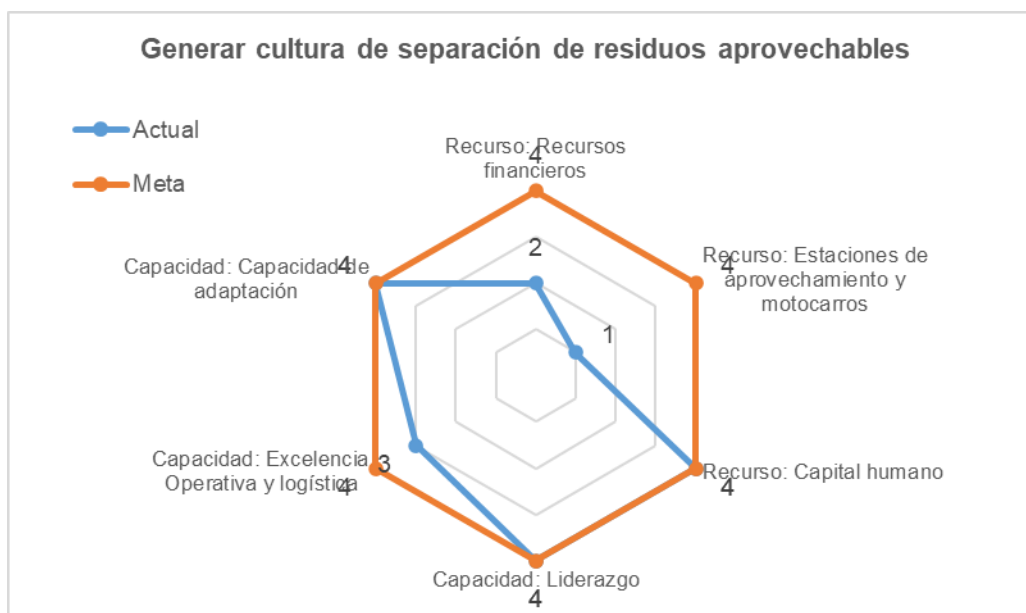 Generar cultura de separación de residuos aprovechables
Actual
Meta
Recurso: Recursos
financieros
4
2
Recurso: Estaciones de
aprovechamiento y
motocarros
4
1
Recurso: Capital humano
4
Capacidad: Liderazgo
4
Capacidad: Excelencia
Operativa y logística
3
4
Capacidad: Capacidad de
adaptación
4